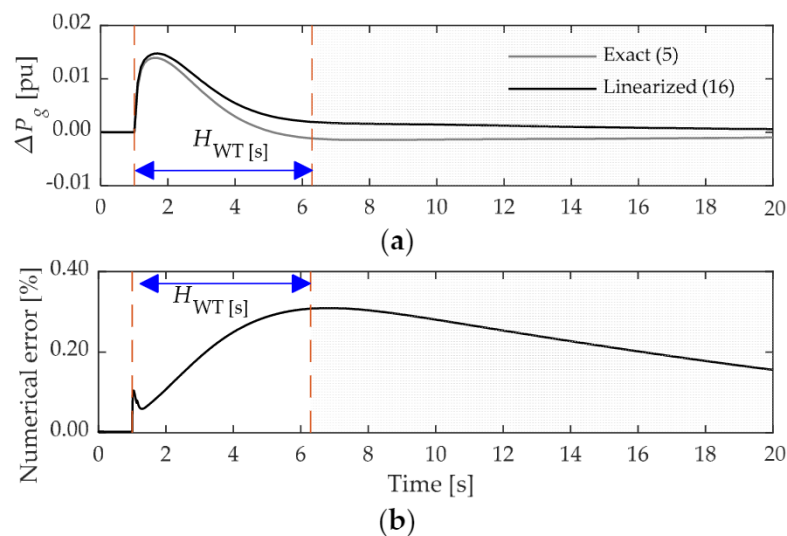 0.02
0.01
0.00
-0.01
ΔP_g [pu]
Exact (5)
Linearized (16)
H_WT [s]
0 2 4 6 8 10 12 14 16 18 20
(a)
0.40
0.20
0.00
Numerical error [%]
H_WT [s]
0 2 4 6 8 10 12 14 16 18 20
Time [s]
(b)